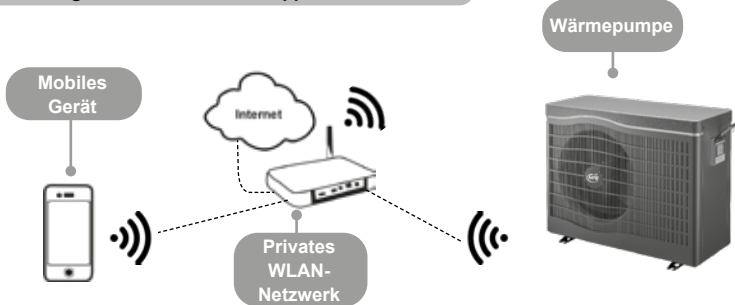 Wärmepumpe
Mobiles
Gerät
Internet
Privates
WLAN-
Netzwerk